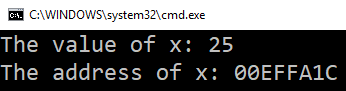 C:\WINDOWS\system32\cmd.exe
The value of x: 25
The address of x: 00EFFA1C